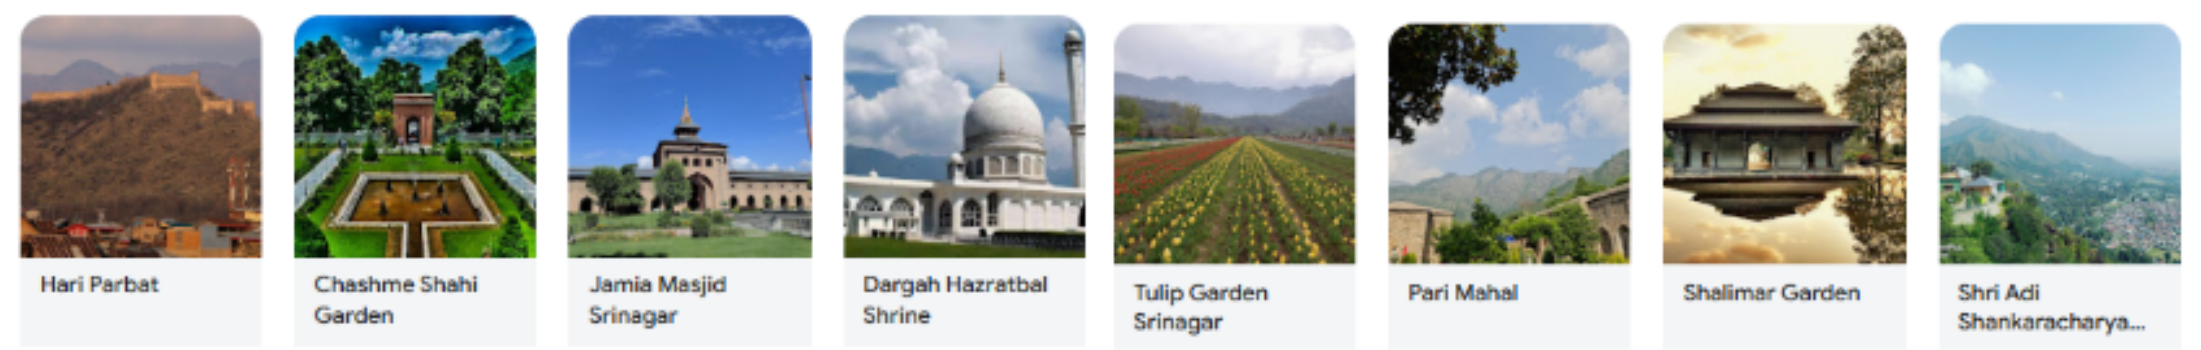 Hari Parbat
Chashme Shahi
Garden
Jamia Masjid
Srinagar
Dargah Hazratbal
Shrine
Tulip Garden
Srinagar
Pari Mahal
Shalimar Garden
Shri Adi
Shankaracharya...